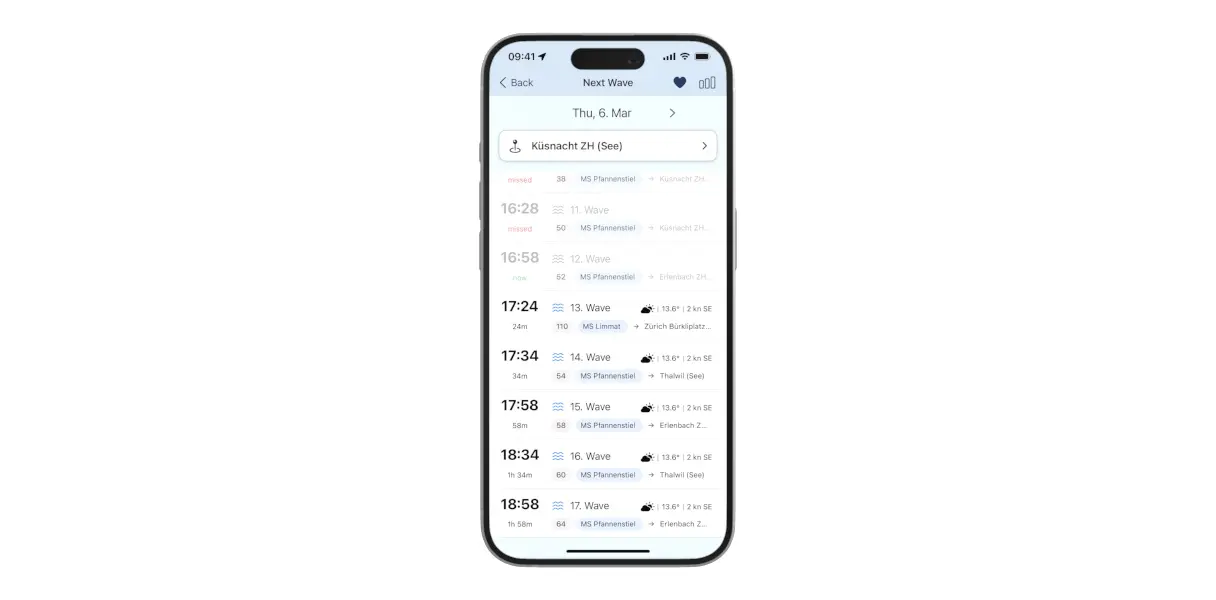 09:41
Back Next Wave
Thu, 6. Mar
Küsnacht ZH (See)
missed 38 MS Pfannenstiel → Küsnacht ZH...
16:28 11. Wave
missed 50 MS Pfannenstiel → Küsnacht ZH...
16:58 12. Wave
now 52 MS Pfannenstiel → Erlenbach ZH...
17:24 13. Wave | 13.6° | 2 kn SE
24m 110 MS Limmat → Zürich Bürkliplatz...
17:34 14. Wave | 13.6° | 2 kn SE
34m 54 MS Pfannenstiel → Thalwil (See)
17:58 15. Wave | 13.6° | 2 kn SE
58m 58 MS Pfannenstiel → Erlenbach Z...
18:34 16. Wave | 13.6° | 2 kn SE
1h 34m 60 MS Pfannenstiel → Thalwil (See)
18:58 17. Wave | 13.6° | 2 kn SE
1h 58m 64 MS Pfannenstiel → Erlenbach Z...